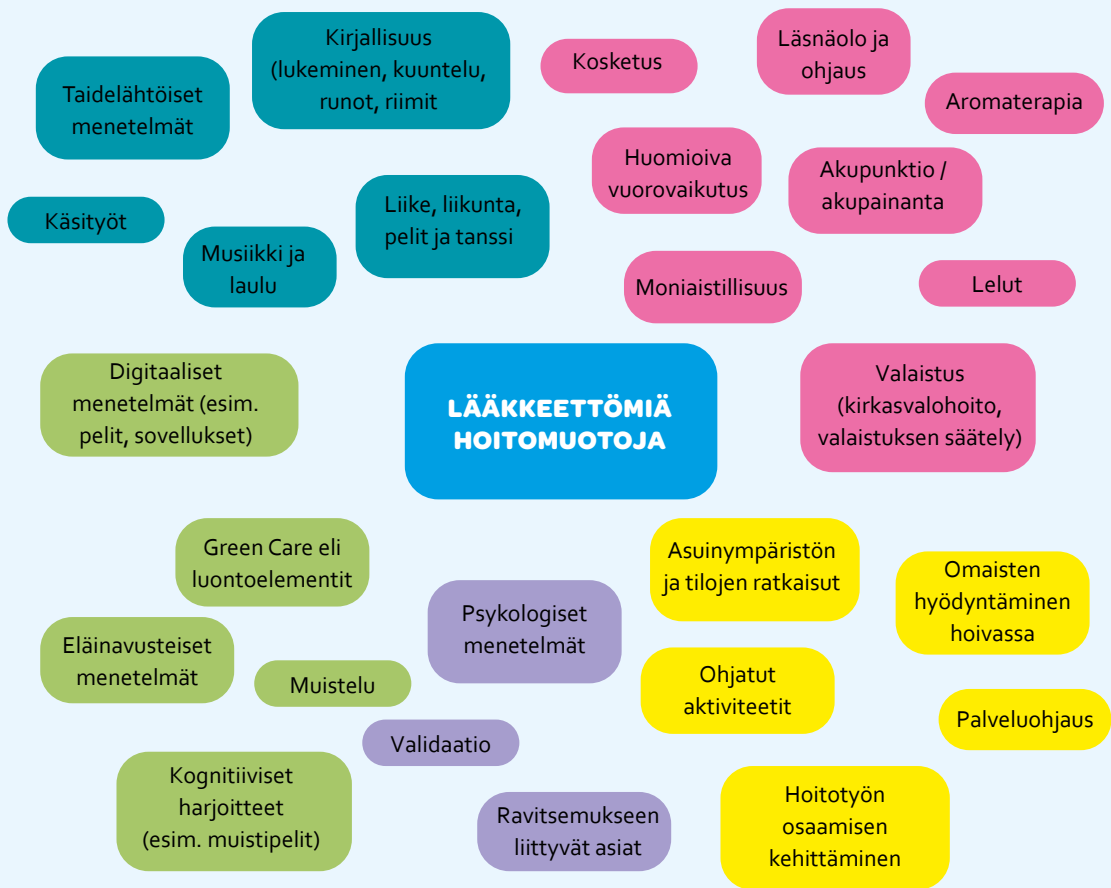 Taidelähtöiset
menetelmät
Kirjallisuus
(lukeminen, kuuntelu,
runot, riimit)
Kosketus
Läsnäolo ja
ohjaus
Aromaterapia
Käsityöt
Musiikki ja
laulu
Liike, liikunta,
pelit ja tanssi
Huomioiva
vuorovaikutus
Akupunktio /
akupainanta
Moniaistillisuus
Lelut
Digitaaliset
menetelmät (esim.
pelit, sovellukset)
LÄÄKKEETTÖMIÄ
HOITOMUOTOJA
Valaistus
(kirkasvalohoito,
valaistuksen säätely)
Green Care eli
luontoelementit
Eläinavusteiset
menetelmät
Muistelu
Kognitiiviset
harjoitteet
(esim. muistipelit)
Psykologiset
menetelmät
Validaatio
Ravitsemukseen
liittyvät asiat
Asuinympäristön
ja tilojen ratkaisut
Omaisten
hyödyntäminen
hoivassa
Ohjatut
aktiviteetit
Palveluohjaus
Hoitotyön
osaamisen
kehittäminen